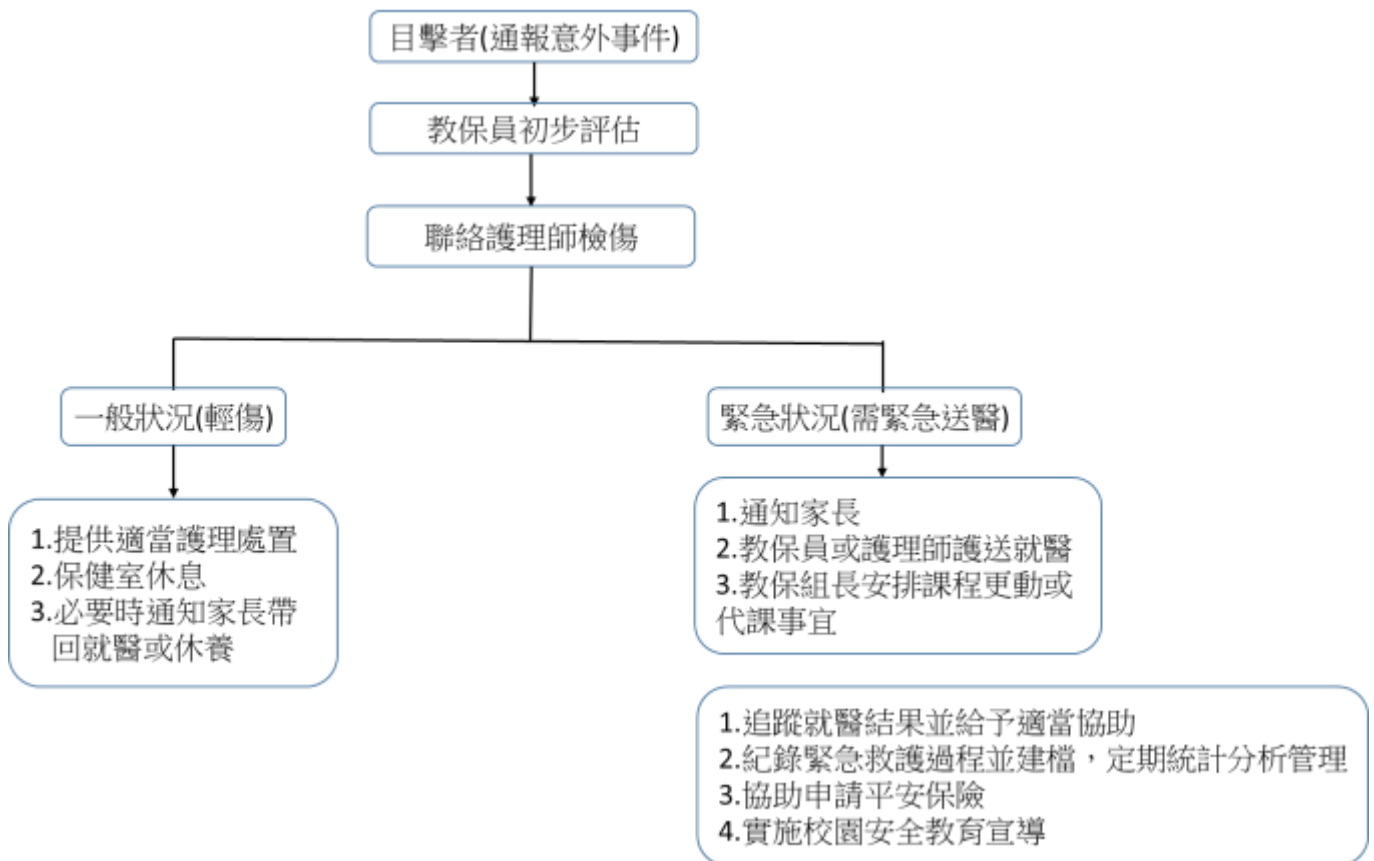 目擊者(通報意外事件)
教保員初步評估
聯絡護理師檢傷
一般狀況(輕傷)
緊急狀況(需緊急送醫)
1.提供適當護理處置
2.保健室休息
3.必要時通知家長帶
回就醫或休養
1.通知家長
2.教保員或護理師護送就醫
3.教保組長安排課程更動或
代課事宜
1.追蹤就醫結果並給予適當協助
2.紀錄緊急救護過程並建檔，定期統計分析管理
3.協助申請平安保險
4.實施校園安全教育宣導